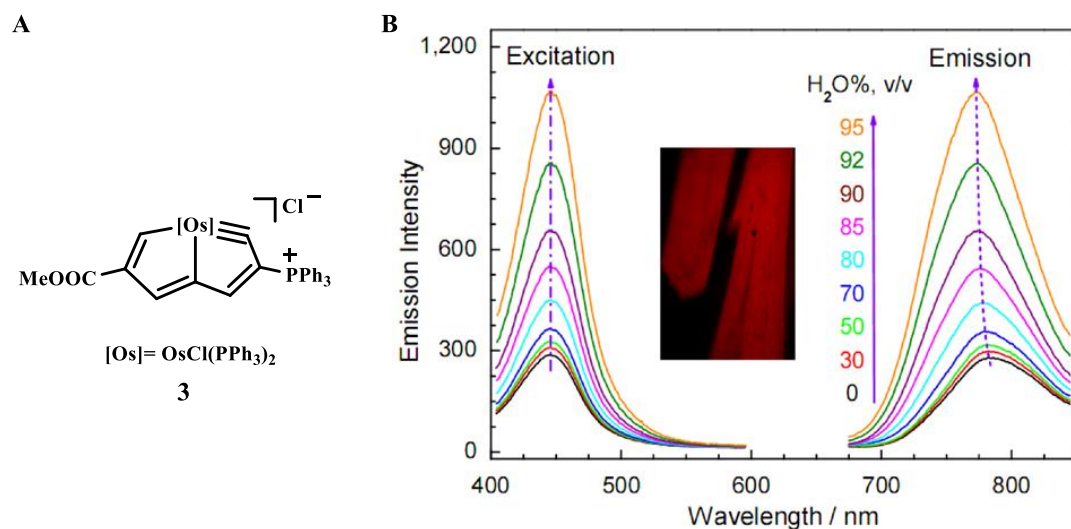 A
[Os]
Cl−
+
PPh3
MeOOC
[Os]= OsCl(PPh3)2
3
B
1,200
900
600
300
0
Emission Intensity
Excitation
Emission
H2O%, v/v
95
92
90
85
80
70
50
30
0
400
500
600
700
800
Wavelength / nm